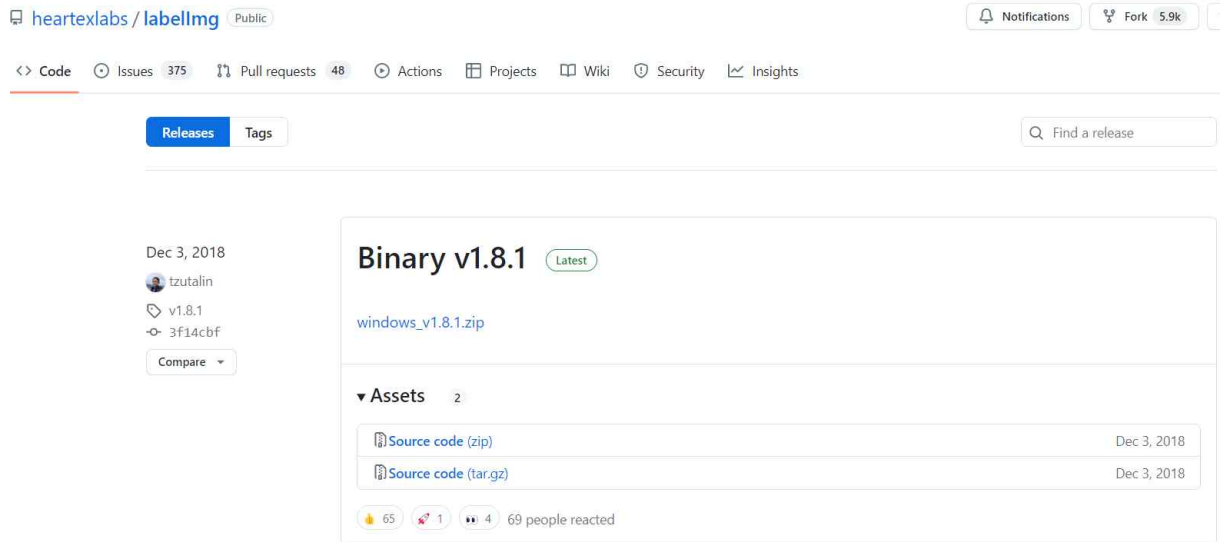 heartexlabs / labelImg Public
Notifications Fork 5.9k
Code Issues 375 Pull requests 48 Actions Projects Wiki Security Insights
Releases Tags
Find a release
Dec 3, 2018
tzutalin
v1.8.1
3f14cbf
Compare
Binary v1.8.1 Latest
windows_v1.8.1.zip
Assets 2
Source code (zip) Dec 3, 2018
Source code (tar.gz) Dec 3, 2018
65 1 4 69 people reacted